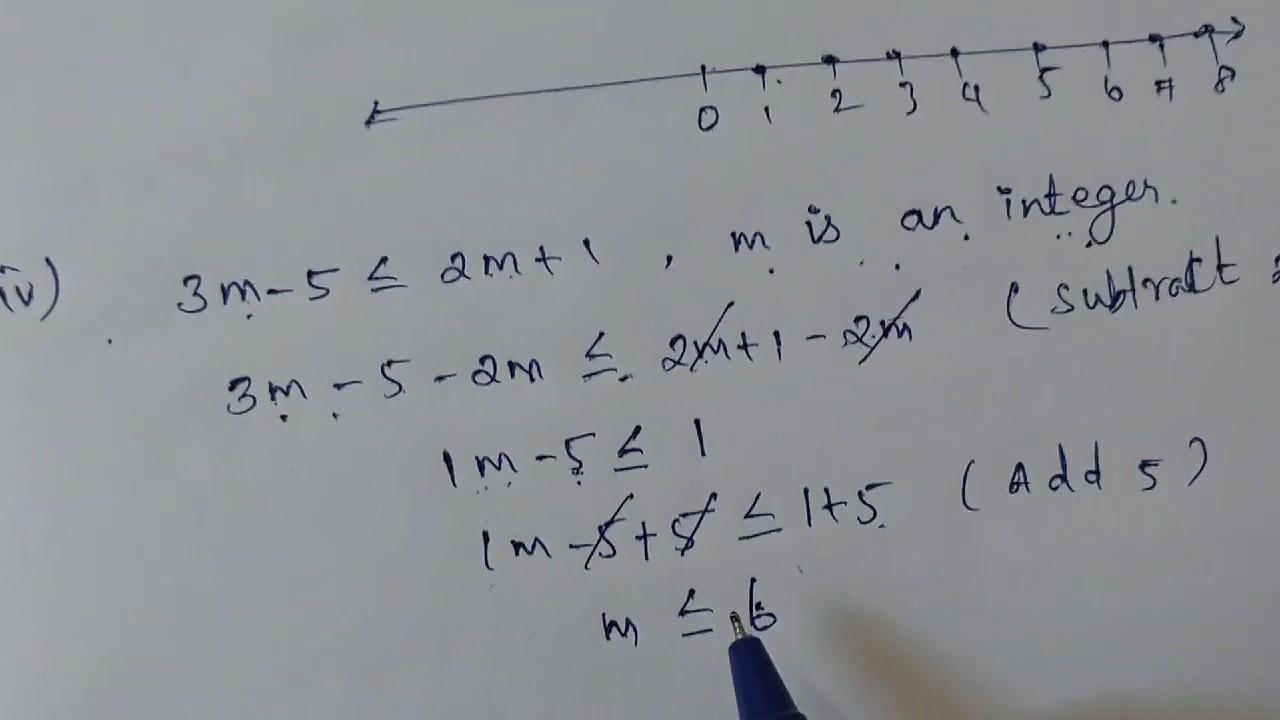 0 1 2 3 4 5 6 7 8
iv) 3m - 5 ≤ 2m + 1 , m is an integer.
3m - 5 - 2m ≤ 2m + 1 - 2m (subtract
1m - 5 ≤ 1
1m - 5 + 5 ≤ 1 + 5 (Add 5)
m ≤ 6